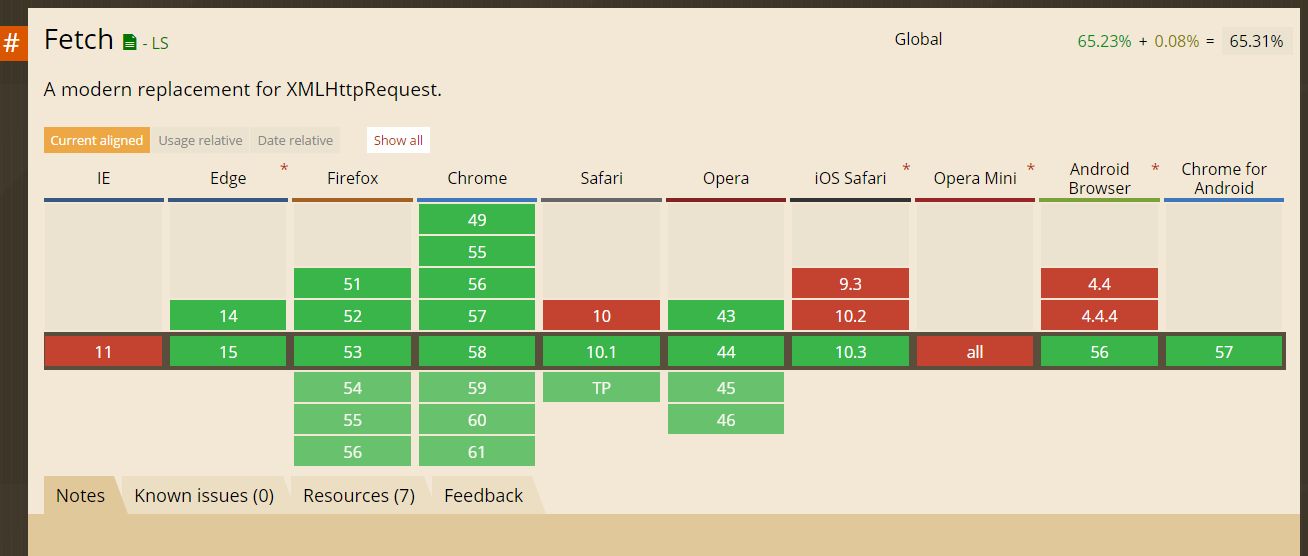 #
Fetch - LS
Global 65.23% + 0.08% = 65.31%
A modern replacement for XMLHttpRequest.
Current aligned Usage relative Date relative Show all
IE Edge * Firefox Chrome Safari Opera iOS Safari * Opera Mini * Android Browser * Chrome for Android
49
55
51 56 9.3 4.4
14 52 57 10 43 10.2 4.4.4
11 15 53 58 10.1 44 10.3 all 56 57
54 59 TP 45
55 60 46
56 61
Notes Known issues (0) Resources (7) Feedback